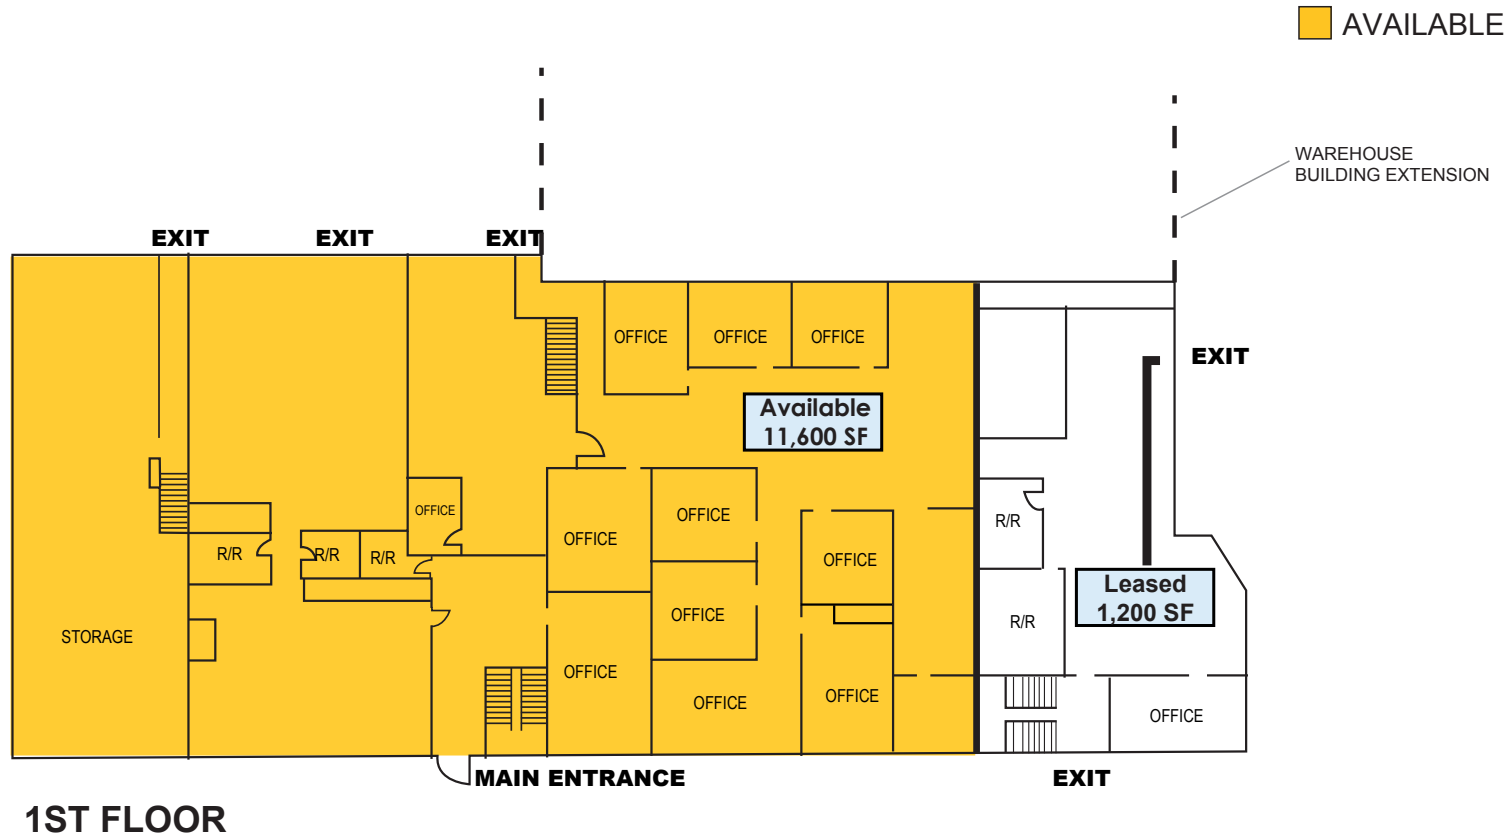 AVAILABLE
WAREHOUSE
BUILDING EXTENSION
EXIT
EXIT
EXIT
OFFICE
OFFICE
OFFICE
EXIT
Available
11,600 SF
OFFICE
OFFICE
R/R
OFFICE
R/R
R/R
R/R
OFFICE
Leased
1,200 SF
STORAGE
OFFICE
R/R
OFFICE
OFFICE
OFFICE
OFFICE
MAIN ENTRANCE
EXIT
1ST FLOOR